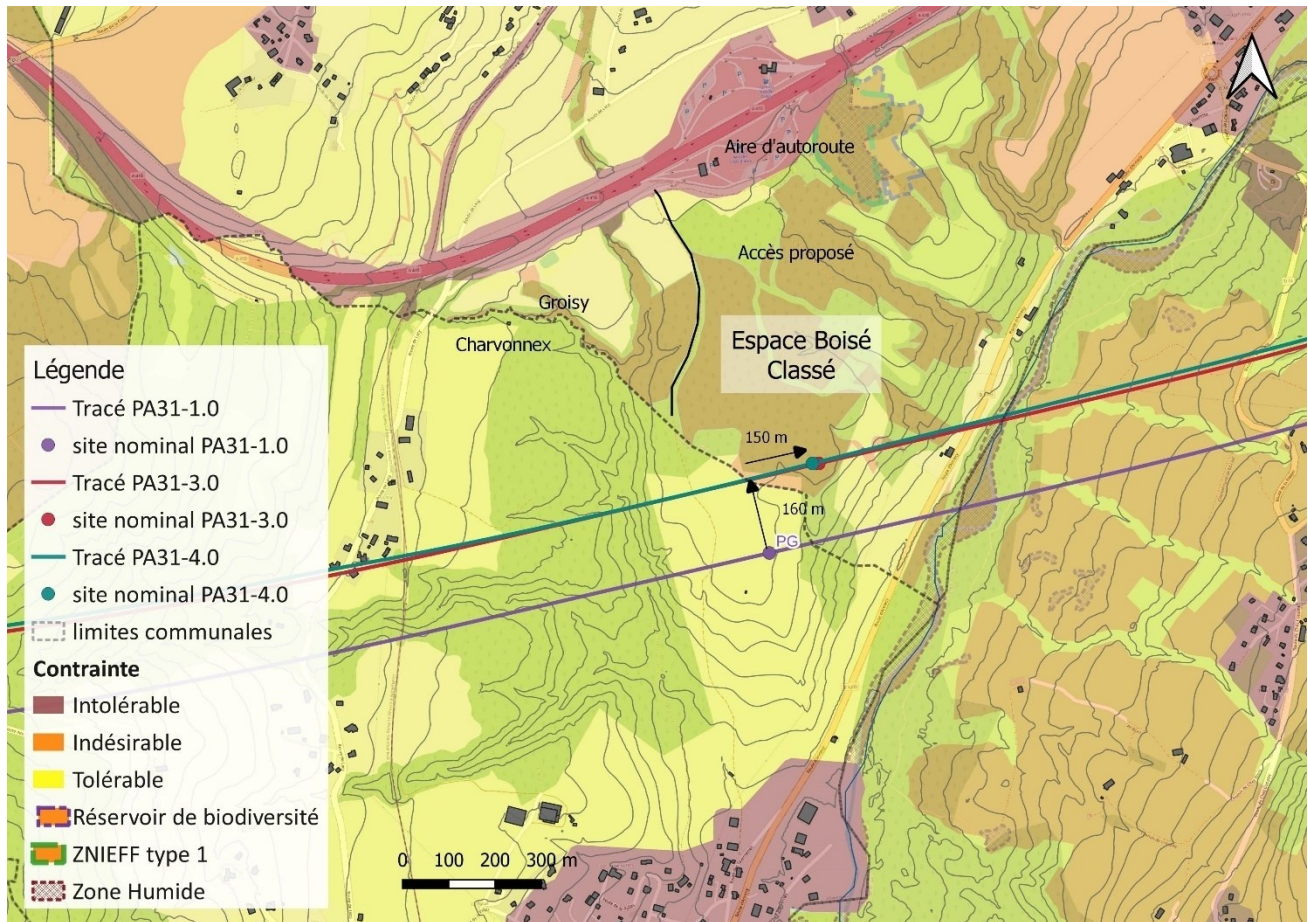 Aire d'autoroute
Accès proposé
Groisy
Charvonnex
Espace Boisé
Classé
150 m
160 m
PG
Légende
Tracé PA31-1.0
site nominal PA31-1.0
Tracé PA31-3.0
site nominal PA31-3.0
Tracé PA31-4.0
site nominal PA31-4.0
limites communales
Contrainte
Intolérable
Indésirable
Tolérable
Réservoir de biodiversité
ZNIEFF type 1
Zone Humide
0 100 200 300 m